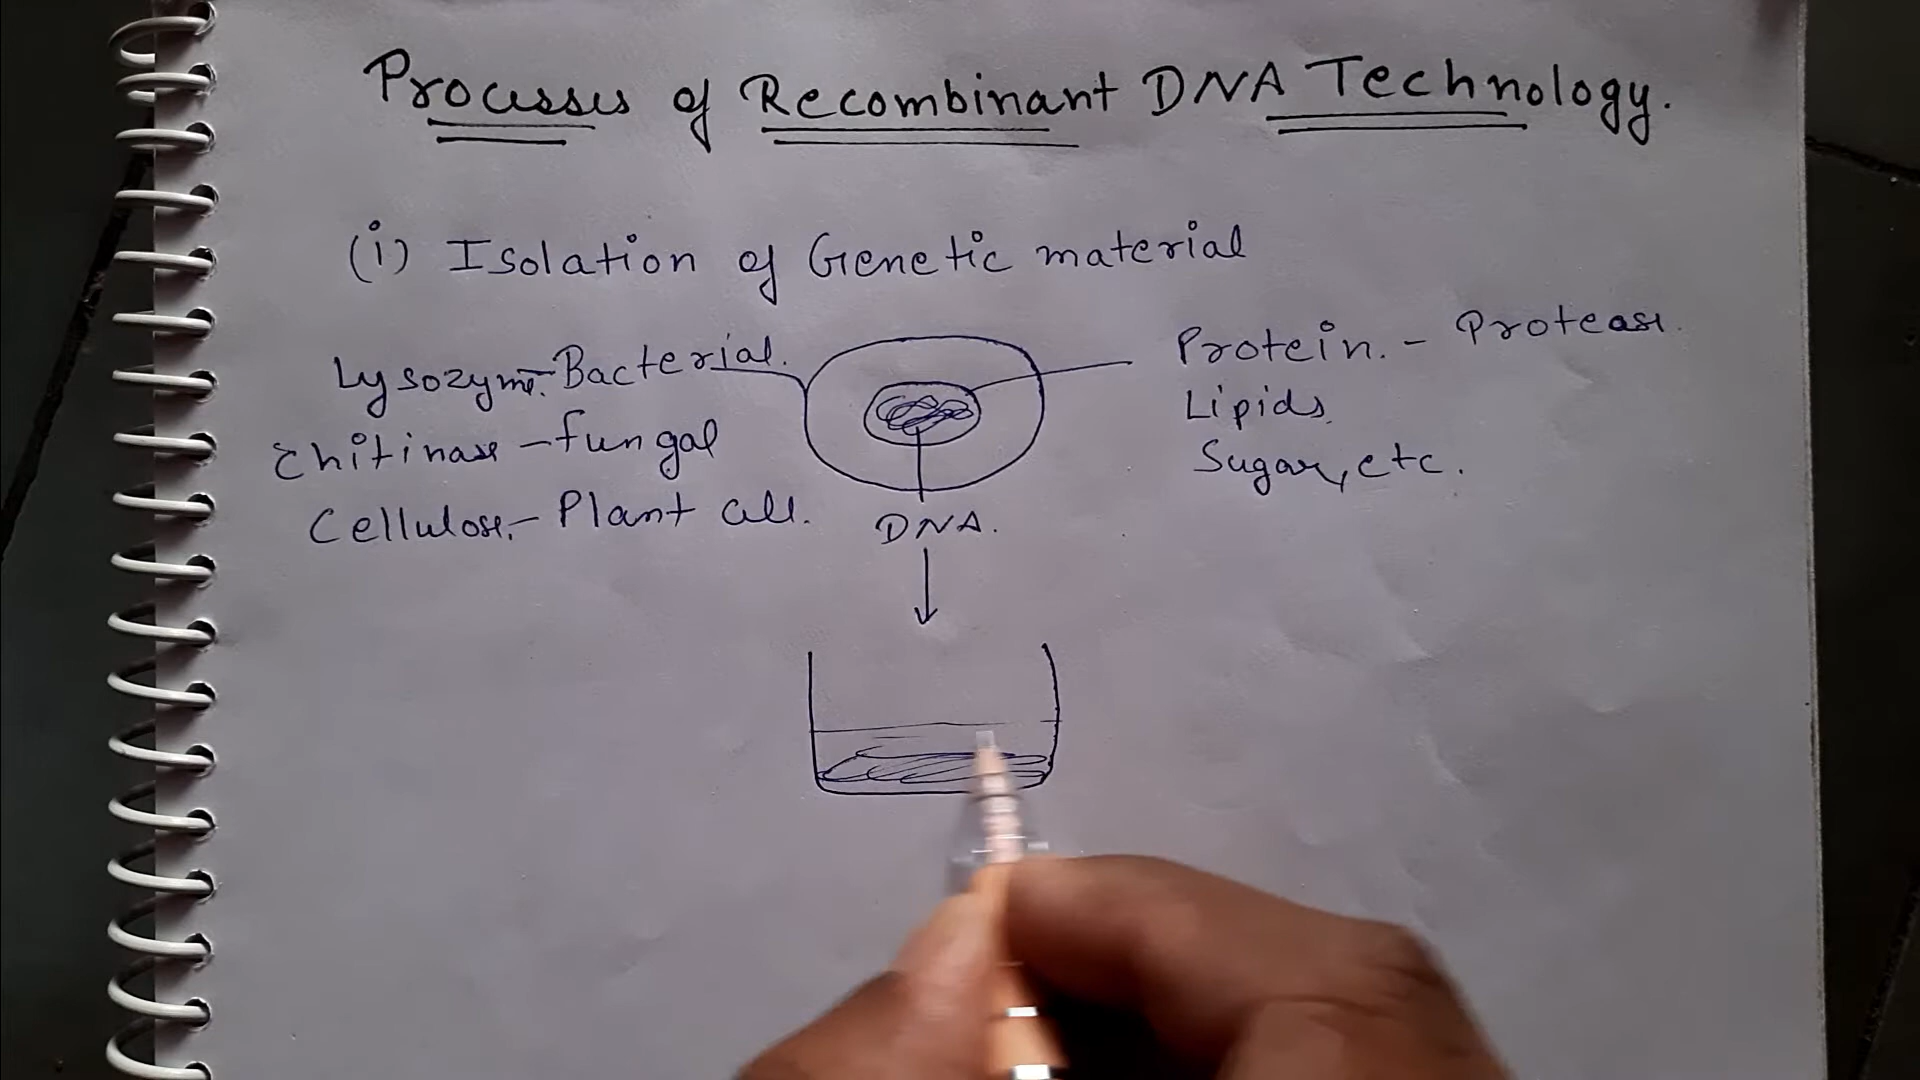 Processes of Recombinant DNA Technology.
(i) Isolation of Genetic material
Lysozyme - Bacterial.
Chitinase - fungal
Cellulose. - Plant cell.
Protein. - Protease.
Lipids.
Sugar, etc.
DNA.